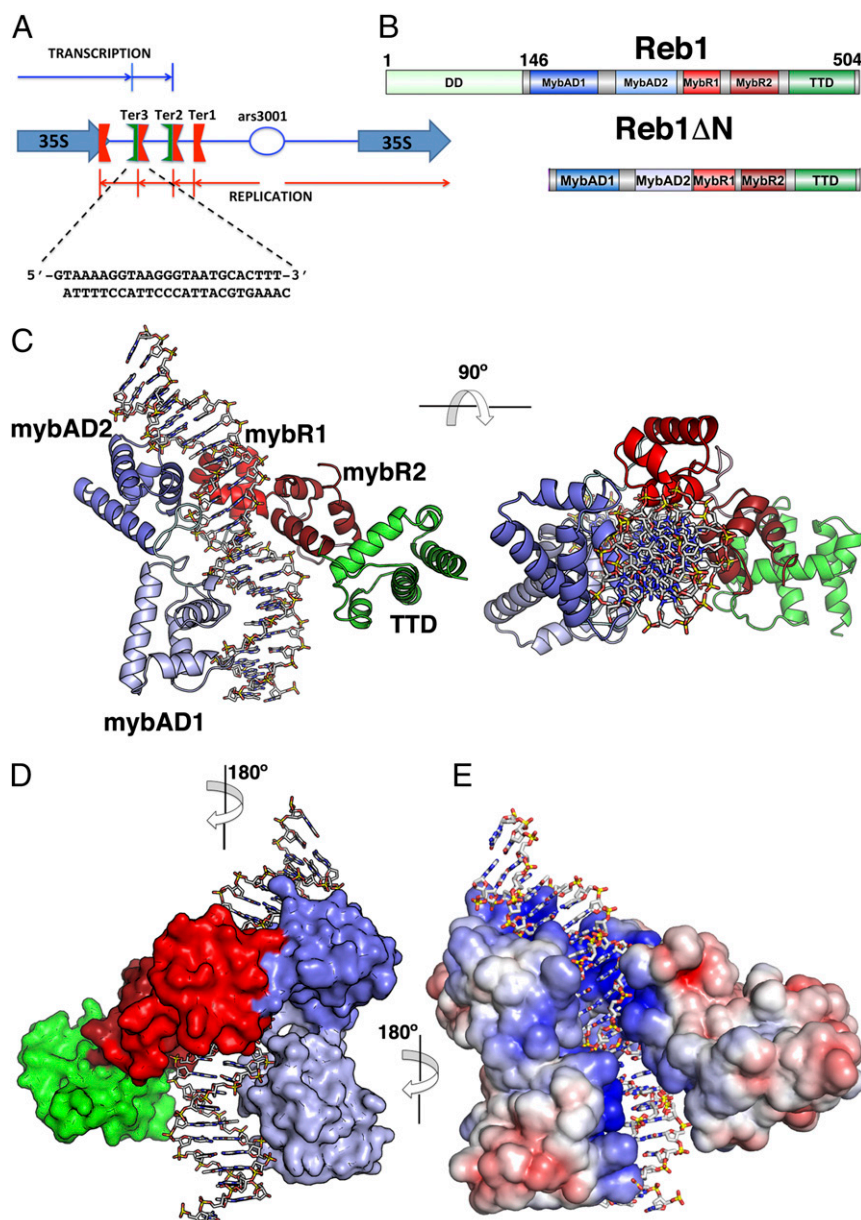 A
TRANSCRIPTION
Ter3 Ter2 Ter1 ars3001
35S 35S
REPLICATION
5′-GTAAAAGGTAAGGGTAATGCACTTT-3′
ATTTTCCATTCCCATTACGTGAAAC
B
Reb1
1 146 504
DD MybAD1 MybAD2 MybR1 MybR2 TTD
Reb1ΔN
MybAD1 MybAD2 MybR1 MybR2 TTD
C
90º
mybAD2 mybR1
mybR2
TTD
mybAD1
D
180º
180º
E